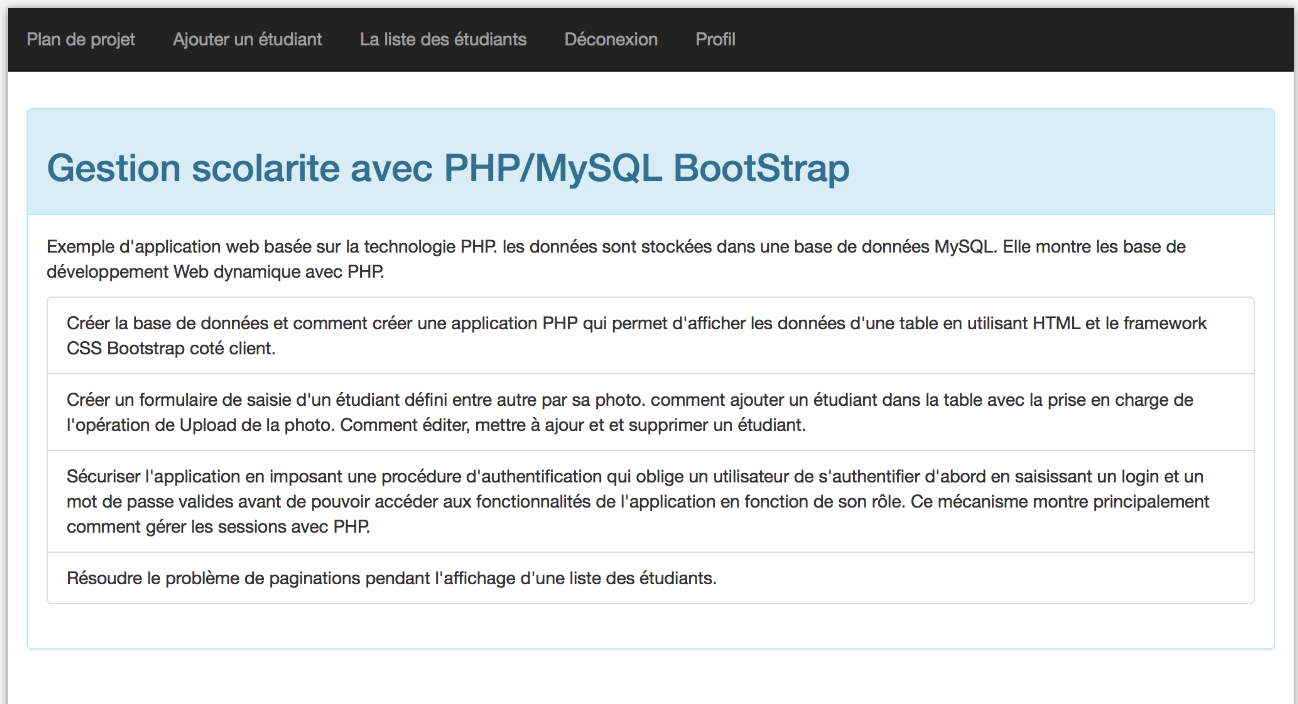 Plan de projet Ajouter un étudiant La liste des étudiants Déconexion Profil
Gestion scolarite avec PHP/MySQL BootStrap
Exemple d'application web basée sur la technologie PHP. les données sont stockées dans une base de données MySQL. Elle montre les base de
développement Web dynamique avec PHP.
Créer la base de données et comment créer une application PHP qui permet d'afficher les données d'une table en utilisant HTML et le framework
CSS Bootstrap coté client.
Créer un formulaire de saisie d'un étudiant défini entre autre par sa photo. comment ajouter un étudiant dans la table avec la prise en charge de
l'opération de Upload de la photo. Comment éditer, mettre à ajour et et supprimer un étudiant.
Sécuriser l'application en imposant une procédure d'authentification qui oblige un utilisateur de s'authentifier d'abord en saisissant un login et un
mot de passe valides avant de pouvoir accéder aux fonctionnalités de l'application en fonction de son rôle. Ce mécanisme montre principalement
comment gérer les sessions avec PHP.
Résoudre le problème de paginations pendant l'affichage d'une liste des étudiants.